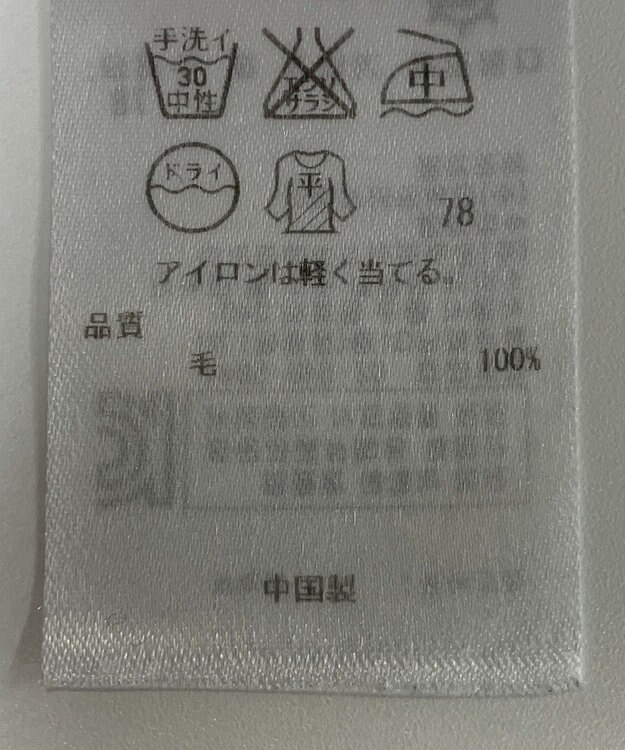 手洗イ
30
中性
エンソ
サラシ
中
ドライ
平
78
アイロンは軽く当てる。
品質
毛 100%
中国製